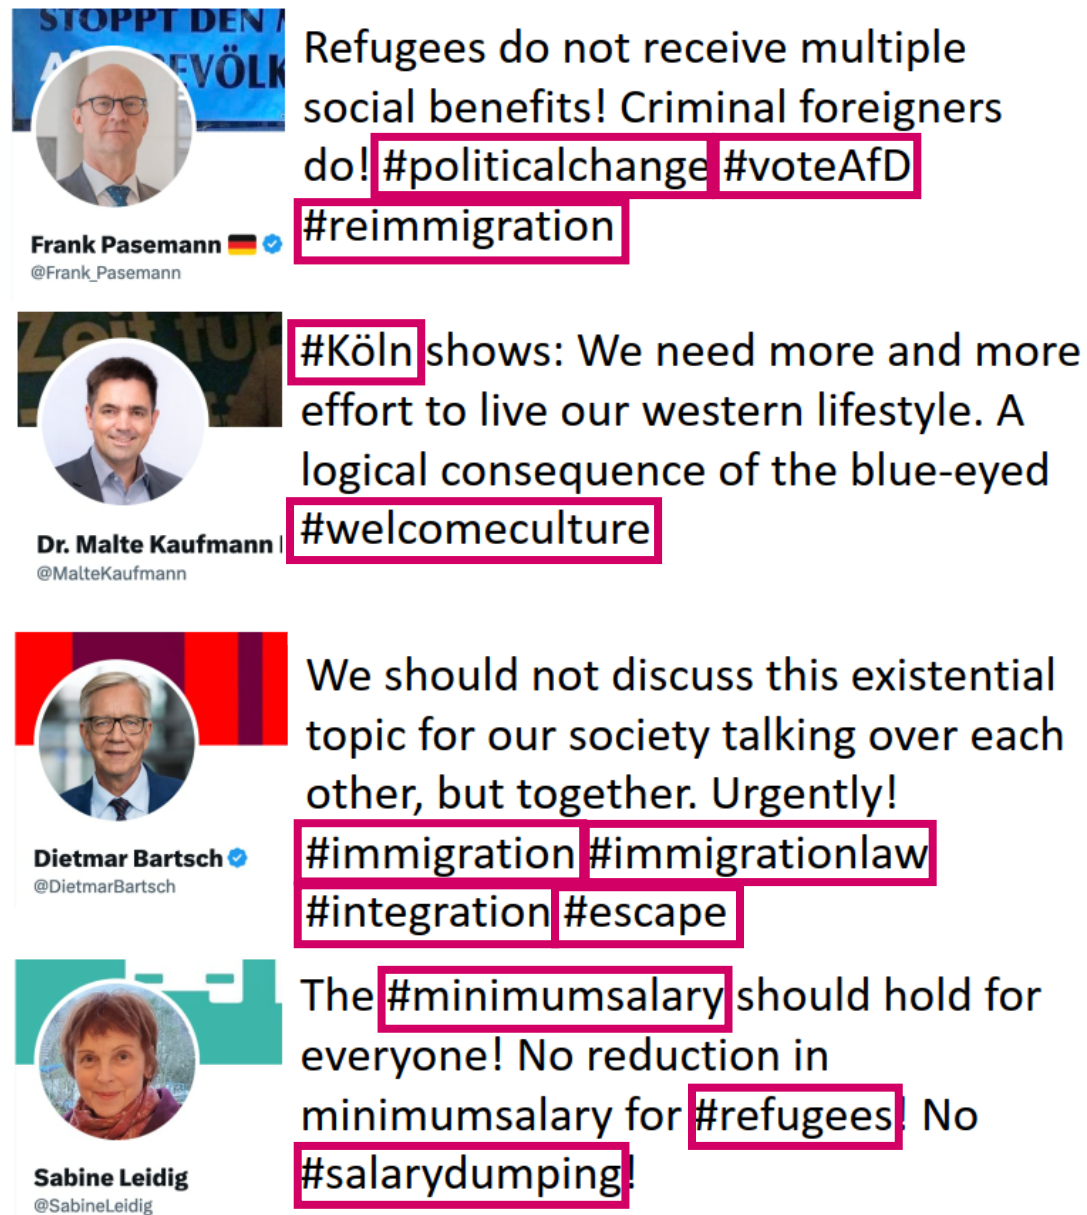 STOPPT DEN
Refugees do not receive multiple
social benefits! Criminal foreigners
do! #politicalchange #voteAfD
#reimmigration
Frank Pasemann
@Frank_Pasemann
Zeit für
#Köln shows: We need more and more
effort to live our western lifestyle. A
logical consequence of the blue-eyed
#welcomeculture
Dr. Malte Kaufmann
@MalteKaufmann
We should not discuss this existential
topic for our society talking over each
other, but together. Urgently!
#immigration #immigrationlaw
#integration #escape
Dietmar Bartsch
@DietmarBartsch
The #minimumsalary should hold for
everyone! No reduction in
minimumsalary for #refugees! No
#salarydumping!
Sabine Leidig
@SabineLeidig